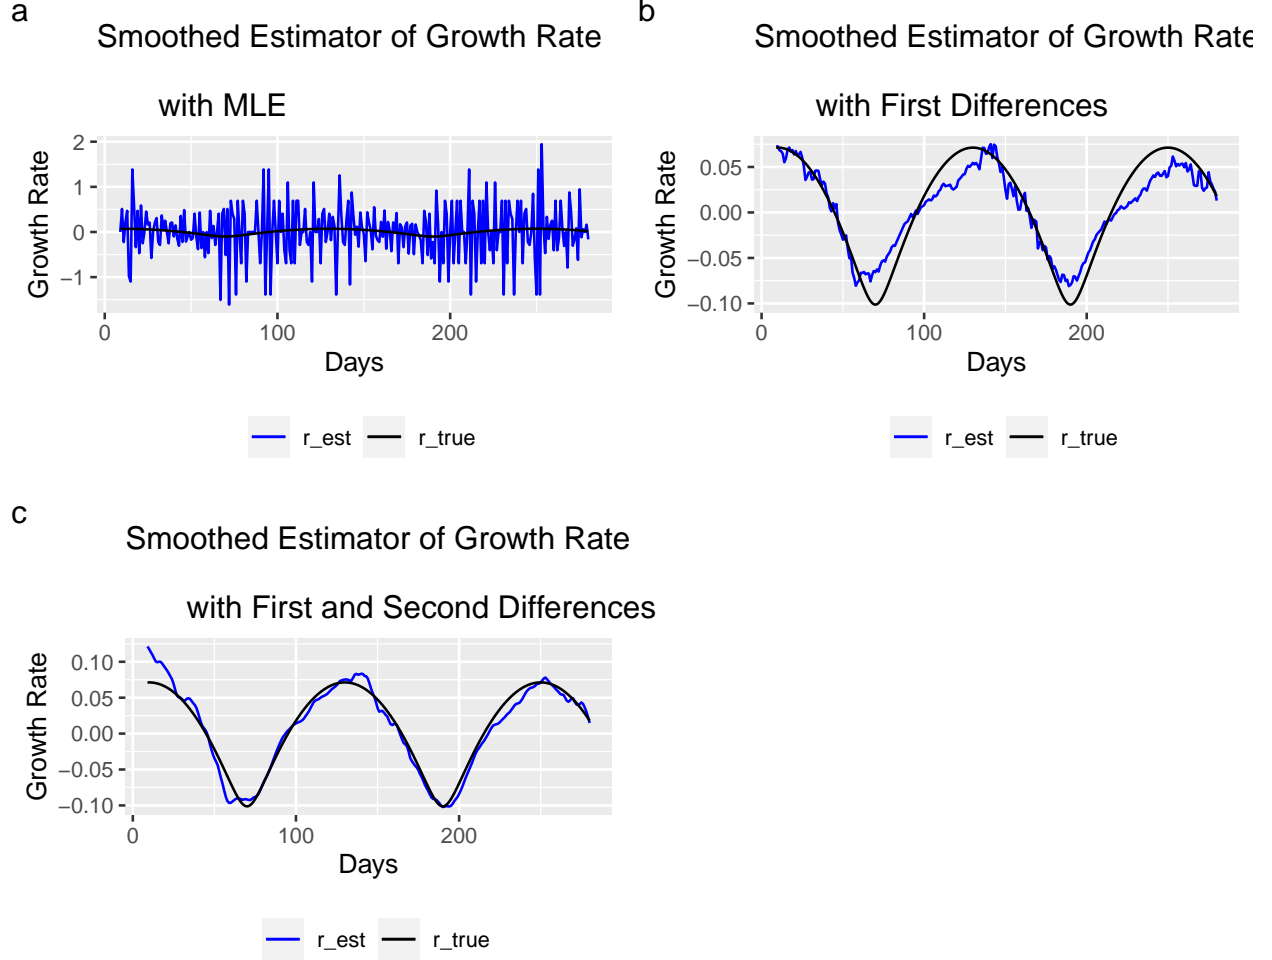 a
Smoothed Estimator of Growth Rate
with MLE
Growth Rate
2
1
0
−1
0 100 200
Days
r_est r_true
b
Smoothed Estimator of Growth Rate
with First Differences
Growth Rate
0.05
0.00
−0.05
−0.10
0 100 200
Days
r_est r_true
c
Smoothed Estimator of Growth Rate
with First and Second Differences
Growth Rate
0.10
0.05
0.00
−0.05
−0.10
0 100 200
Days
r_est r_true